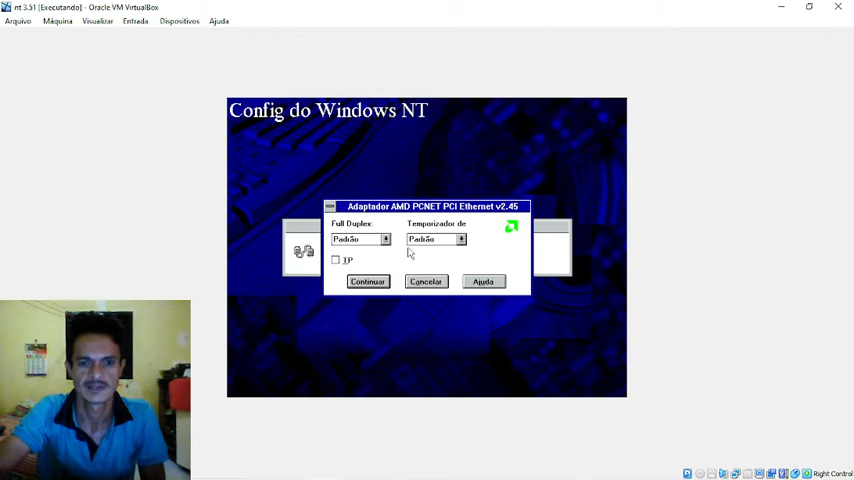 nt 3.51 [Executando] - Oracle VM VirtualBox
Arquivo Máquina Visualizar Entrada Dispositivos Ajuda
Config do Windows NT
Adaptador AMD PCNET PCI Ethernet v2.45
Full Duplex: Temporizador de
Padrão Padrão
TP
Continuar Cancelar Ajuda
Right Control